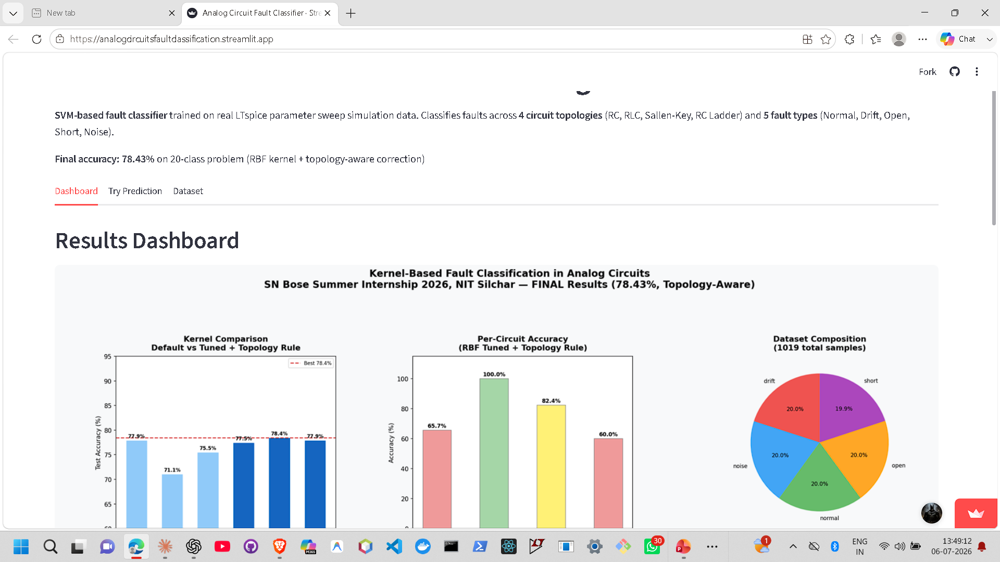 New tab
Analog Circuit Fault Classifier · Stre
https://analogcircuitsfaultclassification.streamlit.app
Chat
Fork
SVM-based fault classifier trained on real LTspice parameter sweep simulation data. Classifies faults across 4 circuit topologies (RC, RLC, Sallen-Key, RC Ladder) and 5 fault types (Normal, Drift, Open,
Short, Noise).
Final accuracy: 78.43% on 20-class problem (RBF kernel + topology-aware correction)
Dashboard Try Prediction Dataset
Results Dashboard
Kernel-Based Fault Classification in Analog Circuits
SN Bose Summer Internship 2026, NIT Silchar — FINAL Results (78.43%, Topology-Aware)
Kernel Comparison
Default vs Tuned + Topology Rule
95
90
85
80
75
70
65
Test Accuracy (%)
Best 78.4%
77.9%
71.1%
75.5%
77.5%
78.4%
77.9%
Per-Circuit Accuracy
(RBF Tuned + Topology Rule)
100
80
60
40
20
Accuracy (%)
65.7%
100.0%
82.4%
60.0%
Dataset Composition
(1019 total samples)
drift
short
20.0%
19.9%
20.0%
20.0%
noise
open
20.0%
normal
M365
30
1
ENG
IN
13:49:12
06-07-2026